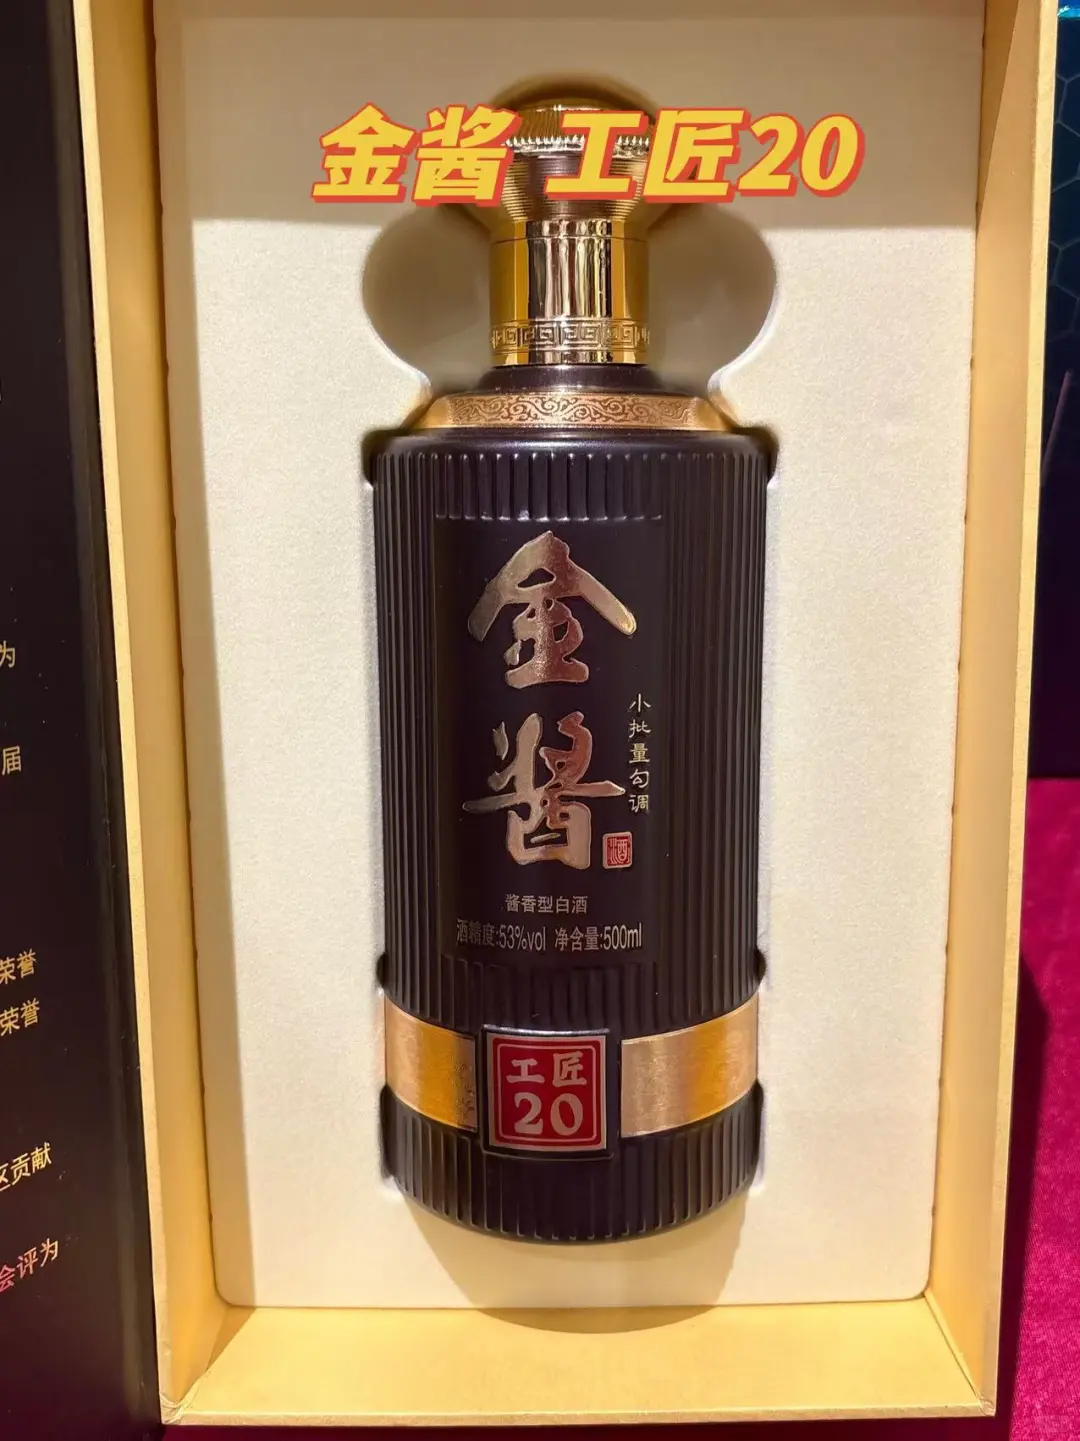 金酱 工匠20
金酱
小批量勾调
酒
酱香型白酒
酒精度:53%vol 净含量:500ml
工匠
20
为
届
荣誉
荣誉
区贡献
会评为